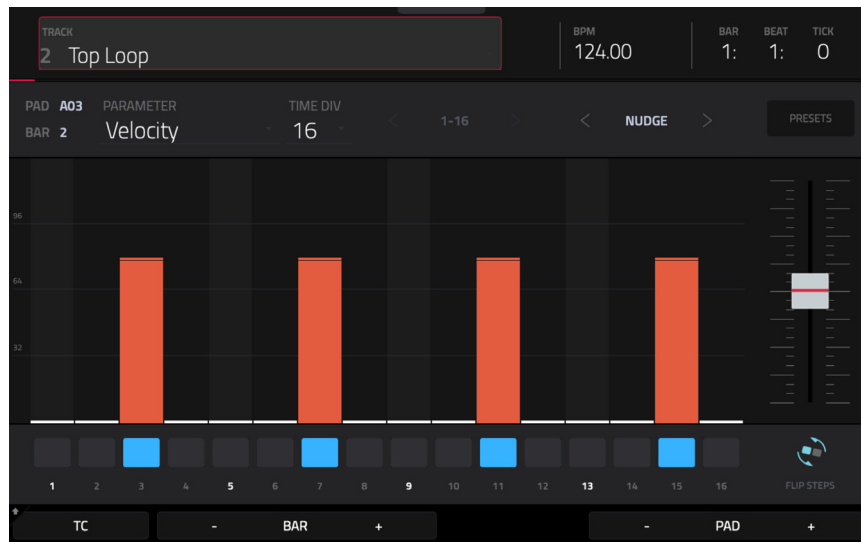 TRACK
2 Top Loop
BPM
124.00
BAR BEAT TICK
1: 1: 0
PAD A03 PARAMETER TIME DIV
BAR 2 Velocity 16
< 1-16 > < NUDGE > PRESETS
96
64
32
1 2 3 4 5 6 7 8 9 10 11 12 13 14 15 16 FLIP STEPS
TC - BAR + - PAD +